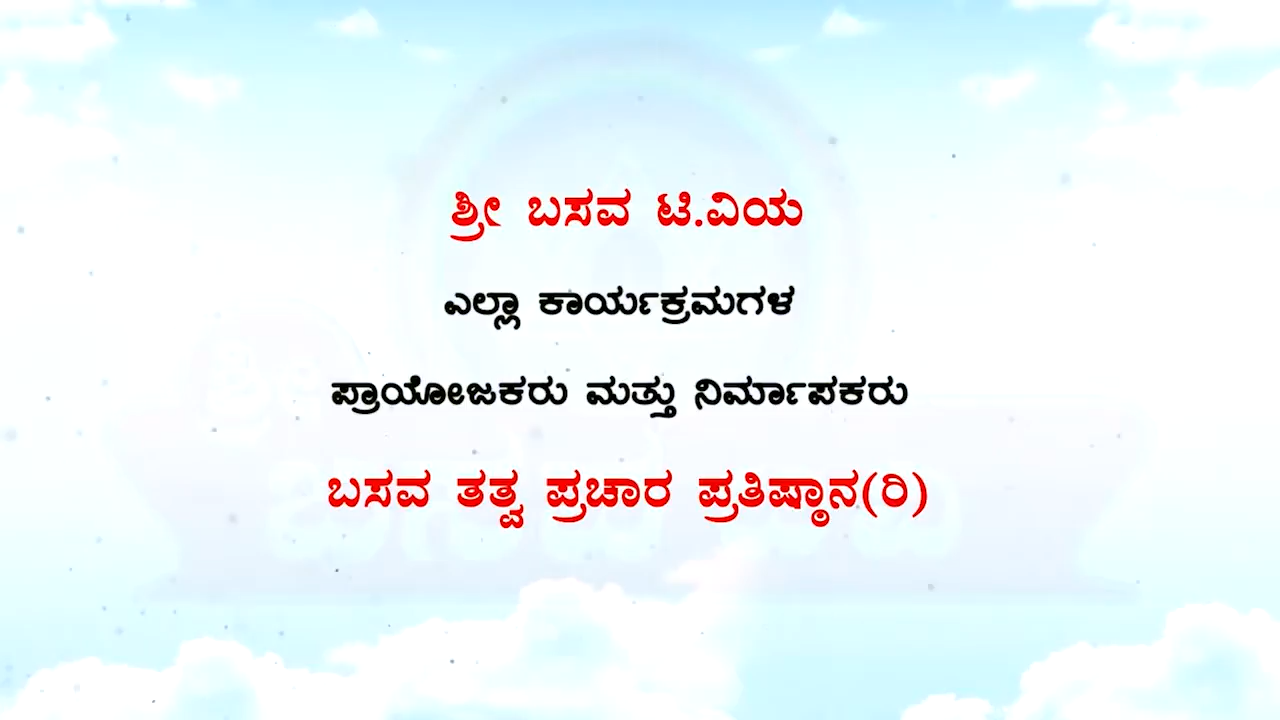 ಶ್ರೀ ಬಸವ ಟಿ.ವಿಯ
ಎಲ್ಲಾ ಕಾರ್ಯಕ್ರಮಗಳ
ಪ್ರಾಯೋಜಕರು ಮತ್ತು ನಿರ್ಮಾಪಕರು
ಬಸವ ತತ್ವ ಪ್ರಚಾರ ಪ್ರತಿಷ್ಠಾನ(ರಿ)